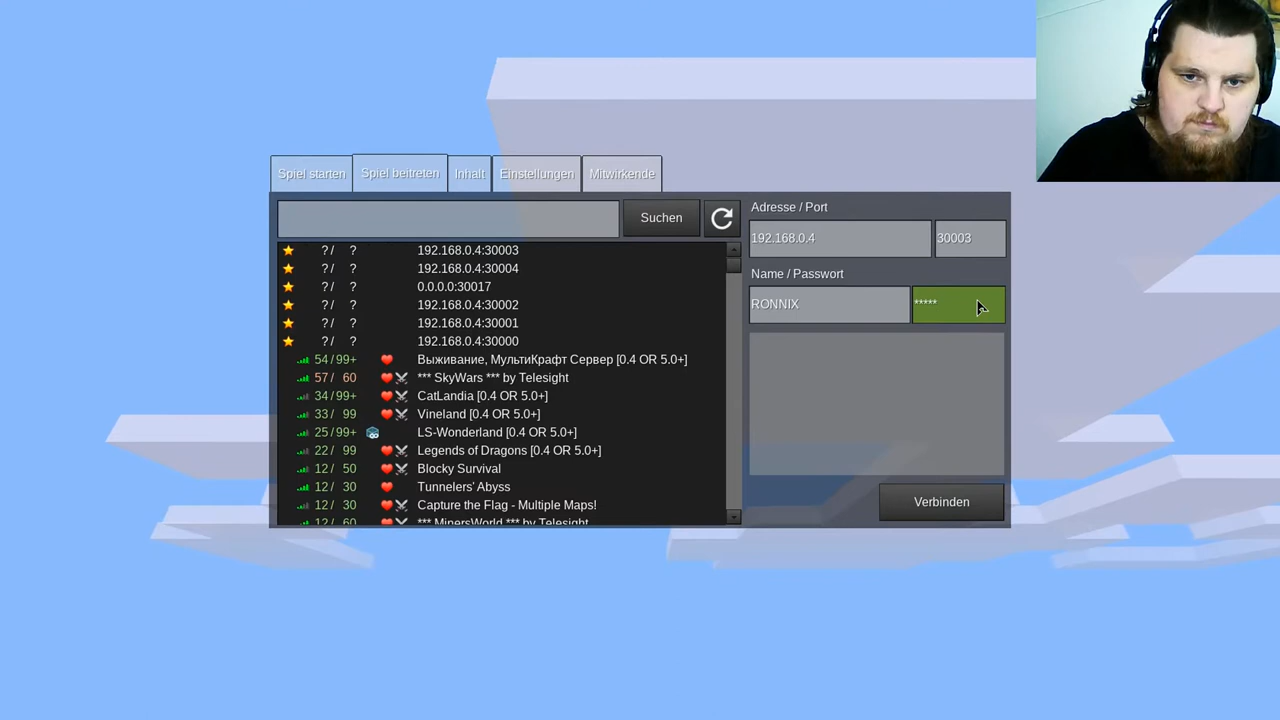 Spiel starten Spiel beitreten Inhalt Einstellungen Mitwirkende
Suchen
? / ? 192.168.0.4:30003
? / ? 192.168.0.4:30004
? / ? 0.0.0.0:30017
? / ? 192.168.0.4:30002
? / ? 192.168.0.4:30001
? / ? 192.168.0.4:30000
54 / 99+ Выживание, МультиКрафт Сервер [0.4 OR 5.0+]
57 / 60 *** SkyWars *** by Telesight
34 / 99+ CatLandia [0.4 OR 5.0+]
33 / 99 Vineland [0.4 OR 5.0+]
25 / 99+ LS-Wonderland [0.4 OR 5.0+]
22 / 99 Legends of Dragons [0.4 OR 5.0+]
12 / 50 Blocky Survival
12 / 30 Tunnelers' Abyss
12 / 30 Capture the Flag - Multiple Maps!
12 / 60 *** MinersWorld *** by Telesight
Adresse / Port
192.168.0.4 30003
Name / Passwort
RONNIX *****
Verbinden